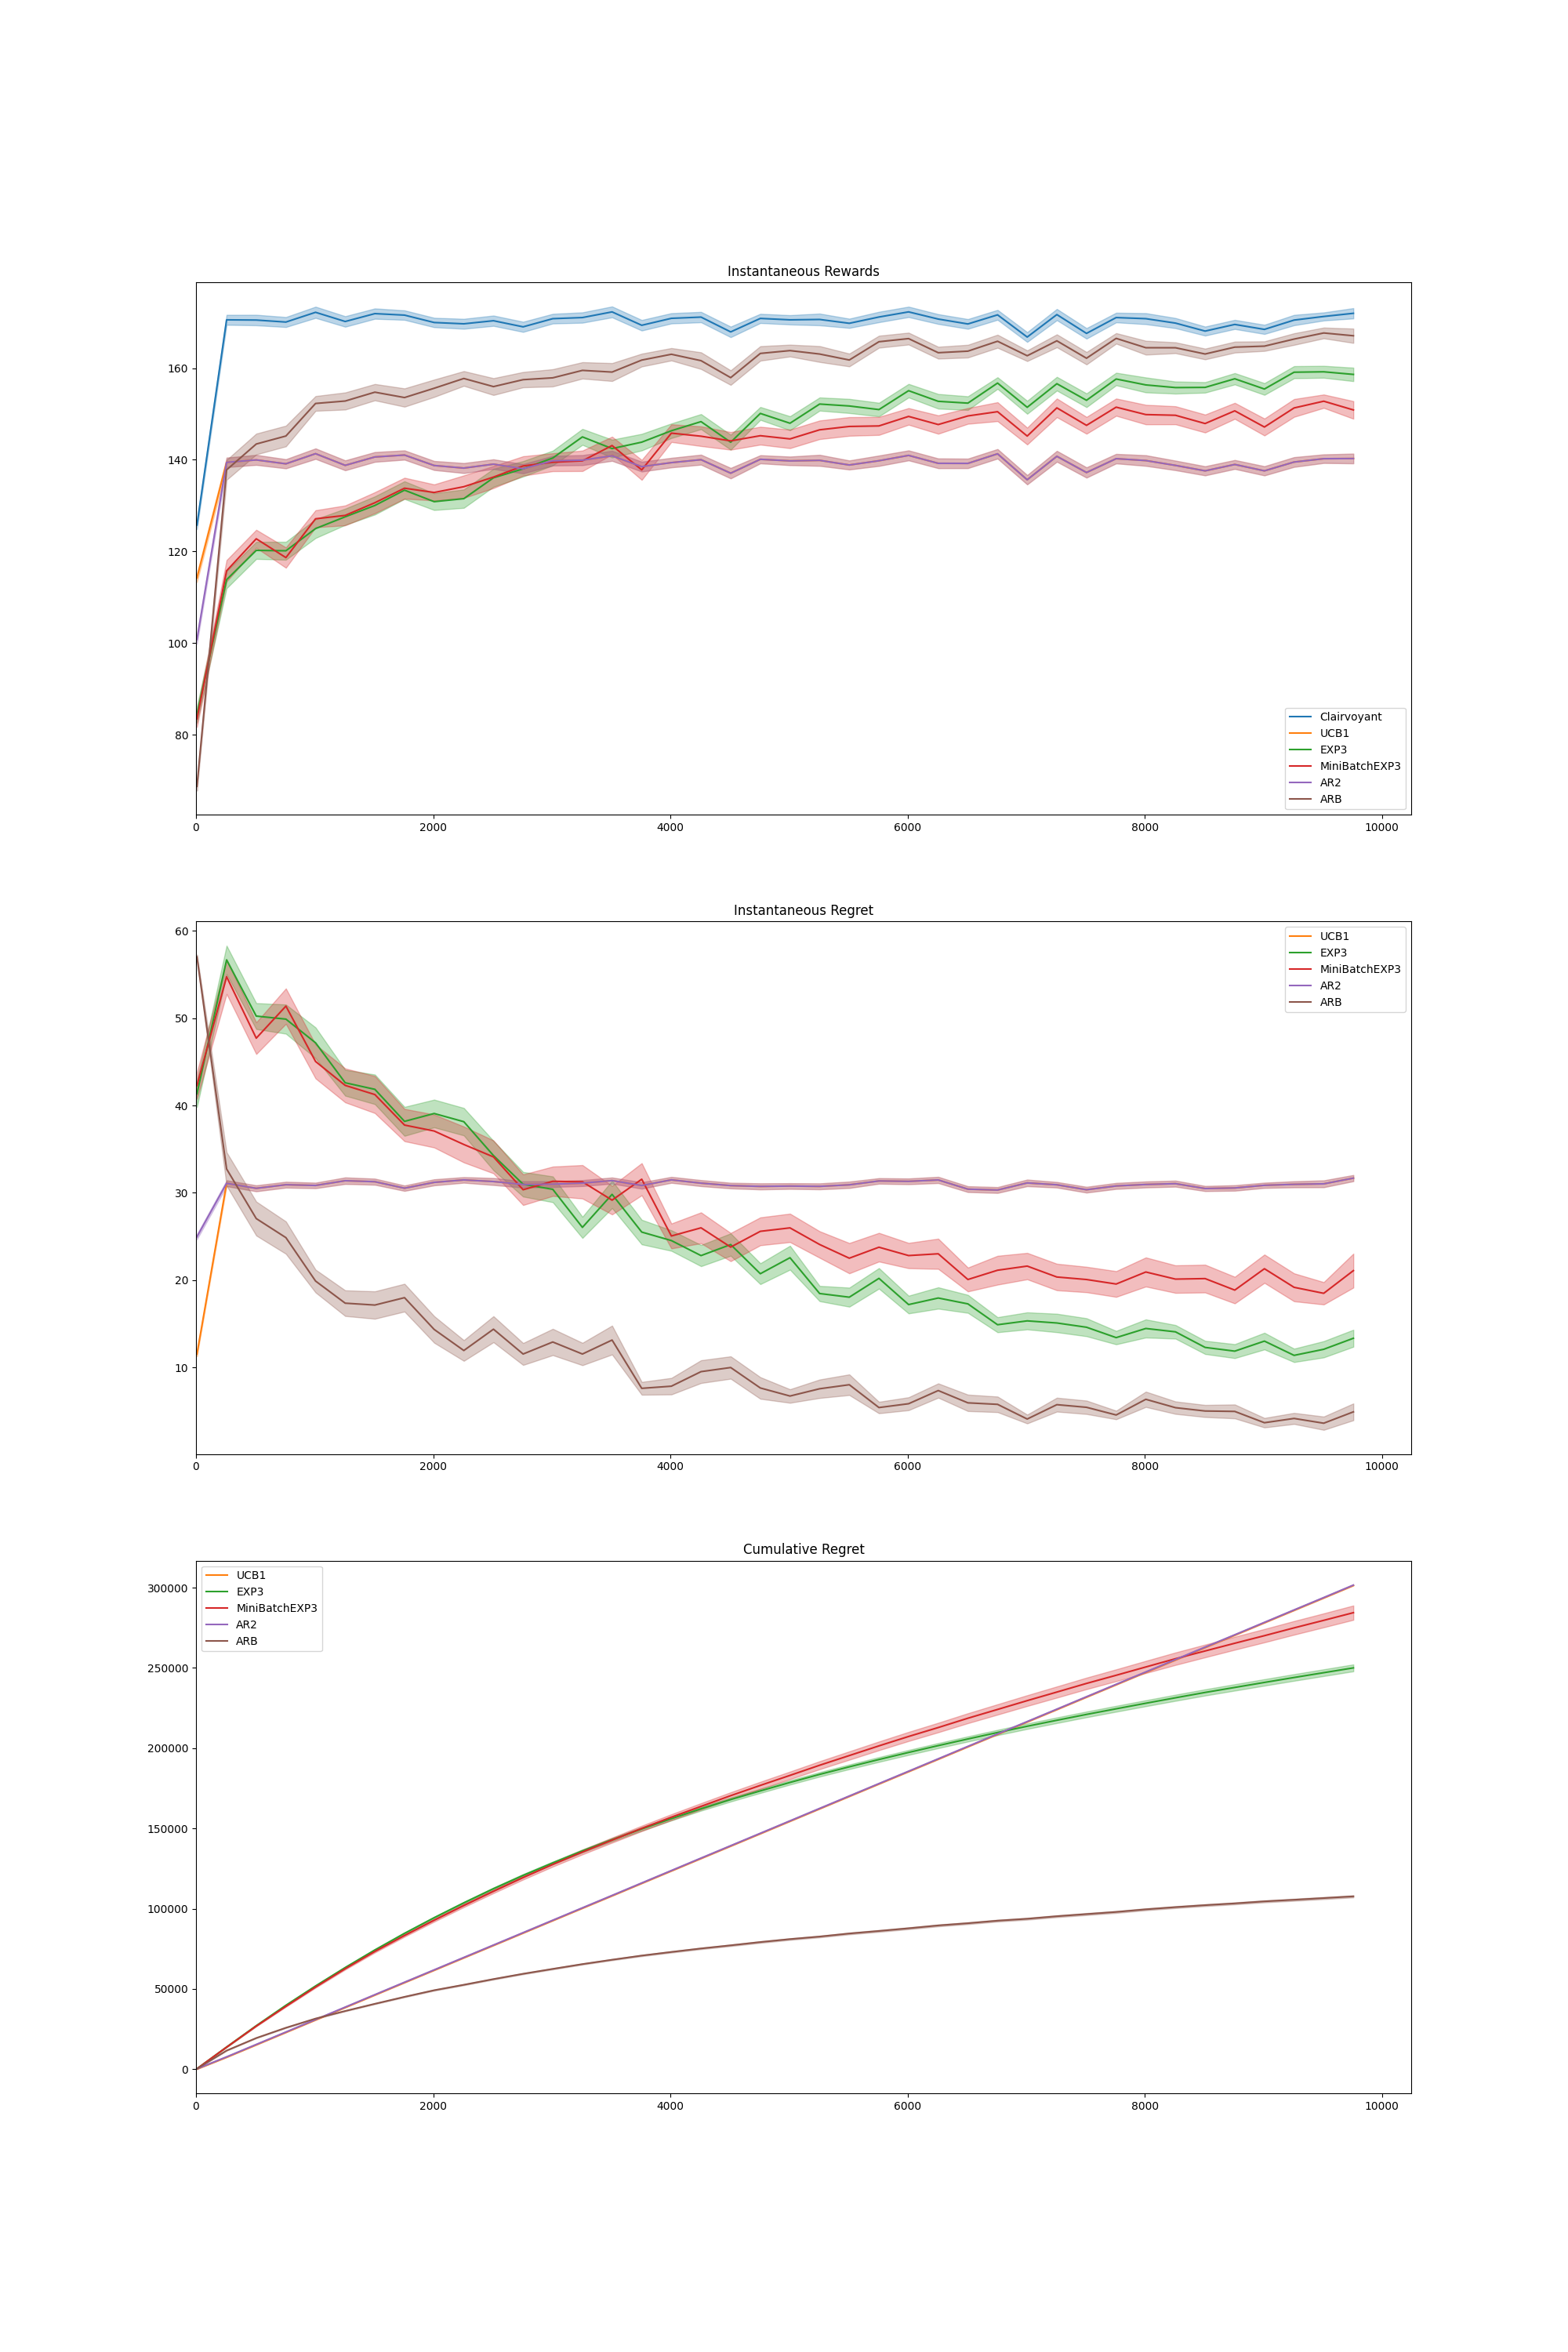 Instantaneous Rewards
160
140
120
100
80
Clairvoyant
UCB1
EXP3
MiniBatchEXP3
AR2
ARB
0 2000 4000 6000 8000 10000
Instantaneous Regret
60
50
40
30
20
10
UCB1
EXP3
MiniBatchEXP3
AR2
ARB
0 2000 4000 6000 8000 10000
Cumulative Regret
300000
250000
200000
150000
100000
50000
0
UCB1
EXP3
MiniBatchEXP3
AR2
ARB
0 2000 4000 6000 8000 10000